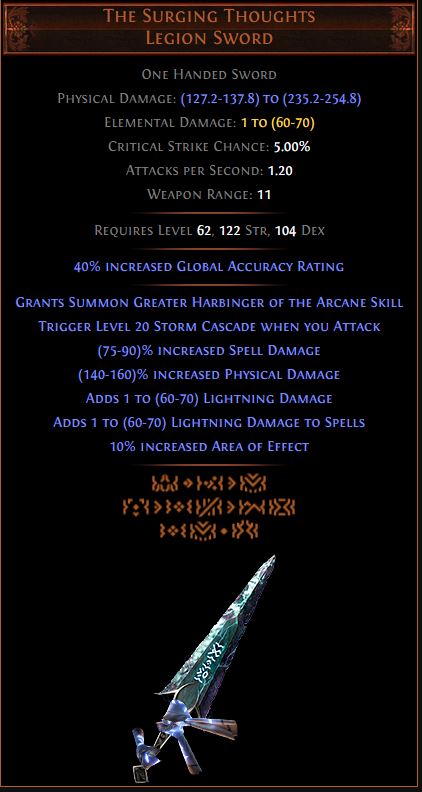 The Surging Thoughts
Legion Sword
One Handed Sword
Physical Damage: (127.2-137.8) to (235.2-254.8)
Elemental Damage: 1 to (60-70)
Critical Strike Chance: 5.00%
Attacks per Second: 1.20
Weapon Range: 11
Requires Level 62, 122 Str, 104 Dex
40% increased Global Accuracy Rating
Grants Summon Greater Harbinger of the Arcane Skill
Trigger Level 20 Storm Cascade when you Attack
(75-90)% increased Spell Damage
(140-160)% increased Physical Damage
Adds 1 to (60-70) Lightning Damage
Adds 1 to (60-70) Lightning Damage to Spells
10% increased Area of Effect